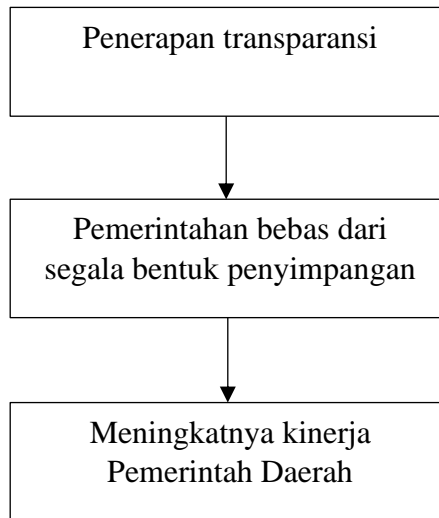 Penerapan transparansi
Pemerintahan bebas dari
segala bentuk penyimpangan
Meningkatnya kinerja
Pemerintah Daerah